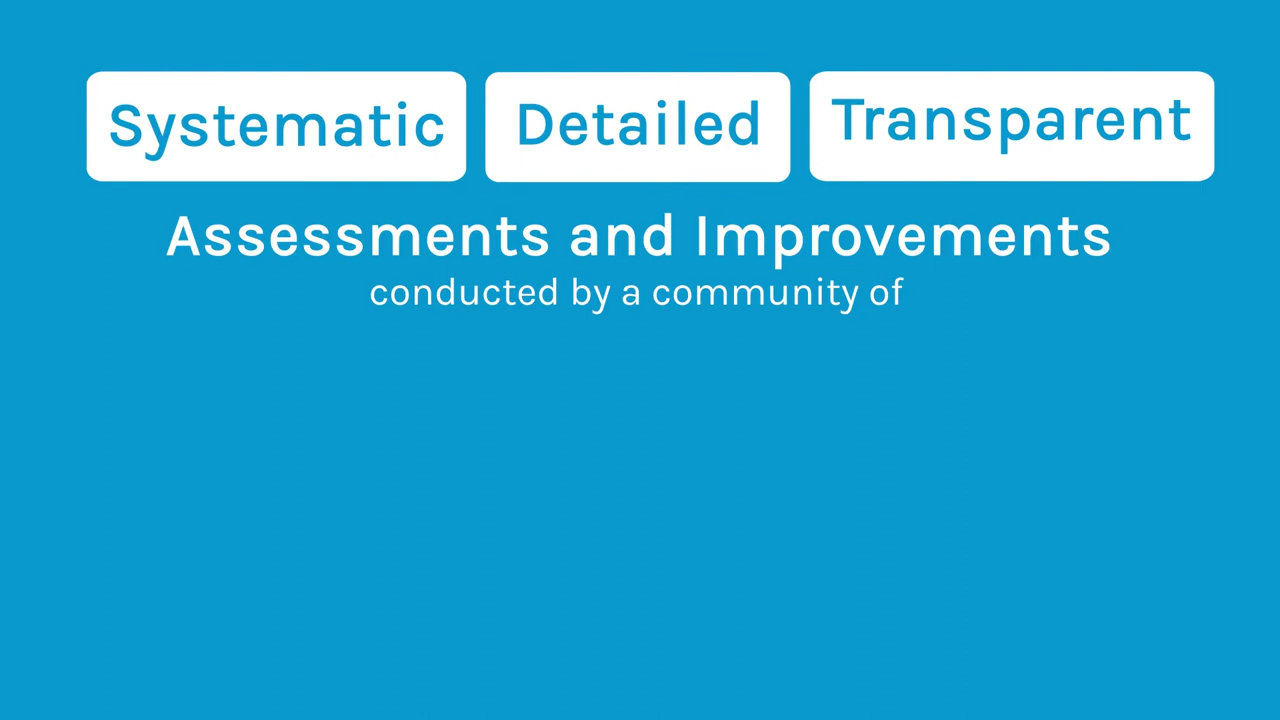 Systematic Detailed Transparent
Assessments and Improvements
conducted by a community of